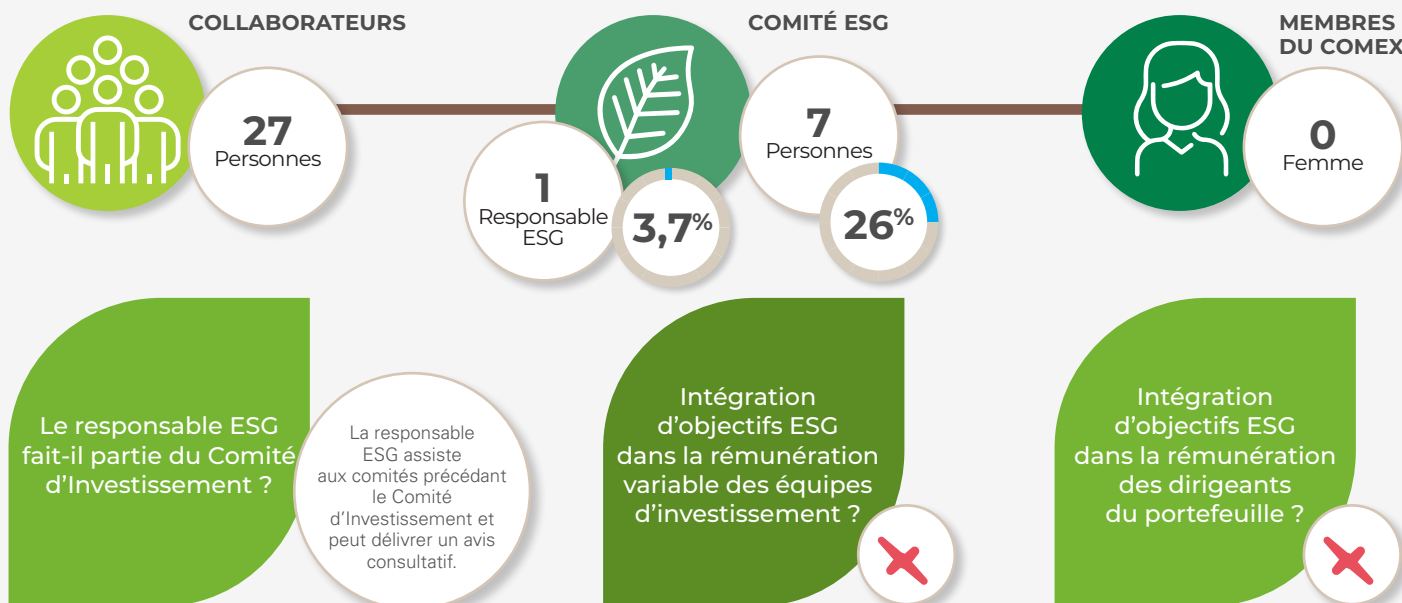 COLLABORATEURS
27
Personnes
COMITÉ ESG
1
Responsable
ESG
3,7%
7
Personnes
26%
MEMBRES
DU COMEX
0
Femme
Le responsable ESG
fait-il partie du Comité
d'Investissement ?
La responsable
ESG assiste
aux comités précédant
le Comité
d'Investissement et
peut délivrer un avis
consultatif.
Intégration
d'objectifs ESG
dans la rémunération
variable des équipes
d'investissement ?
Intégration
d'objectifs ESG
dans la rémunération
des dirigeants
du portefeuille ?